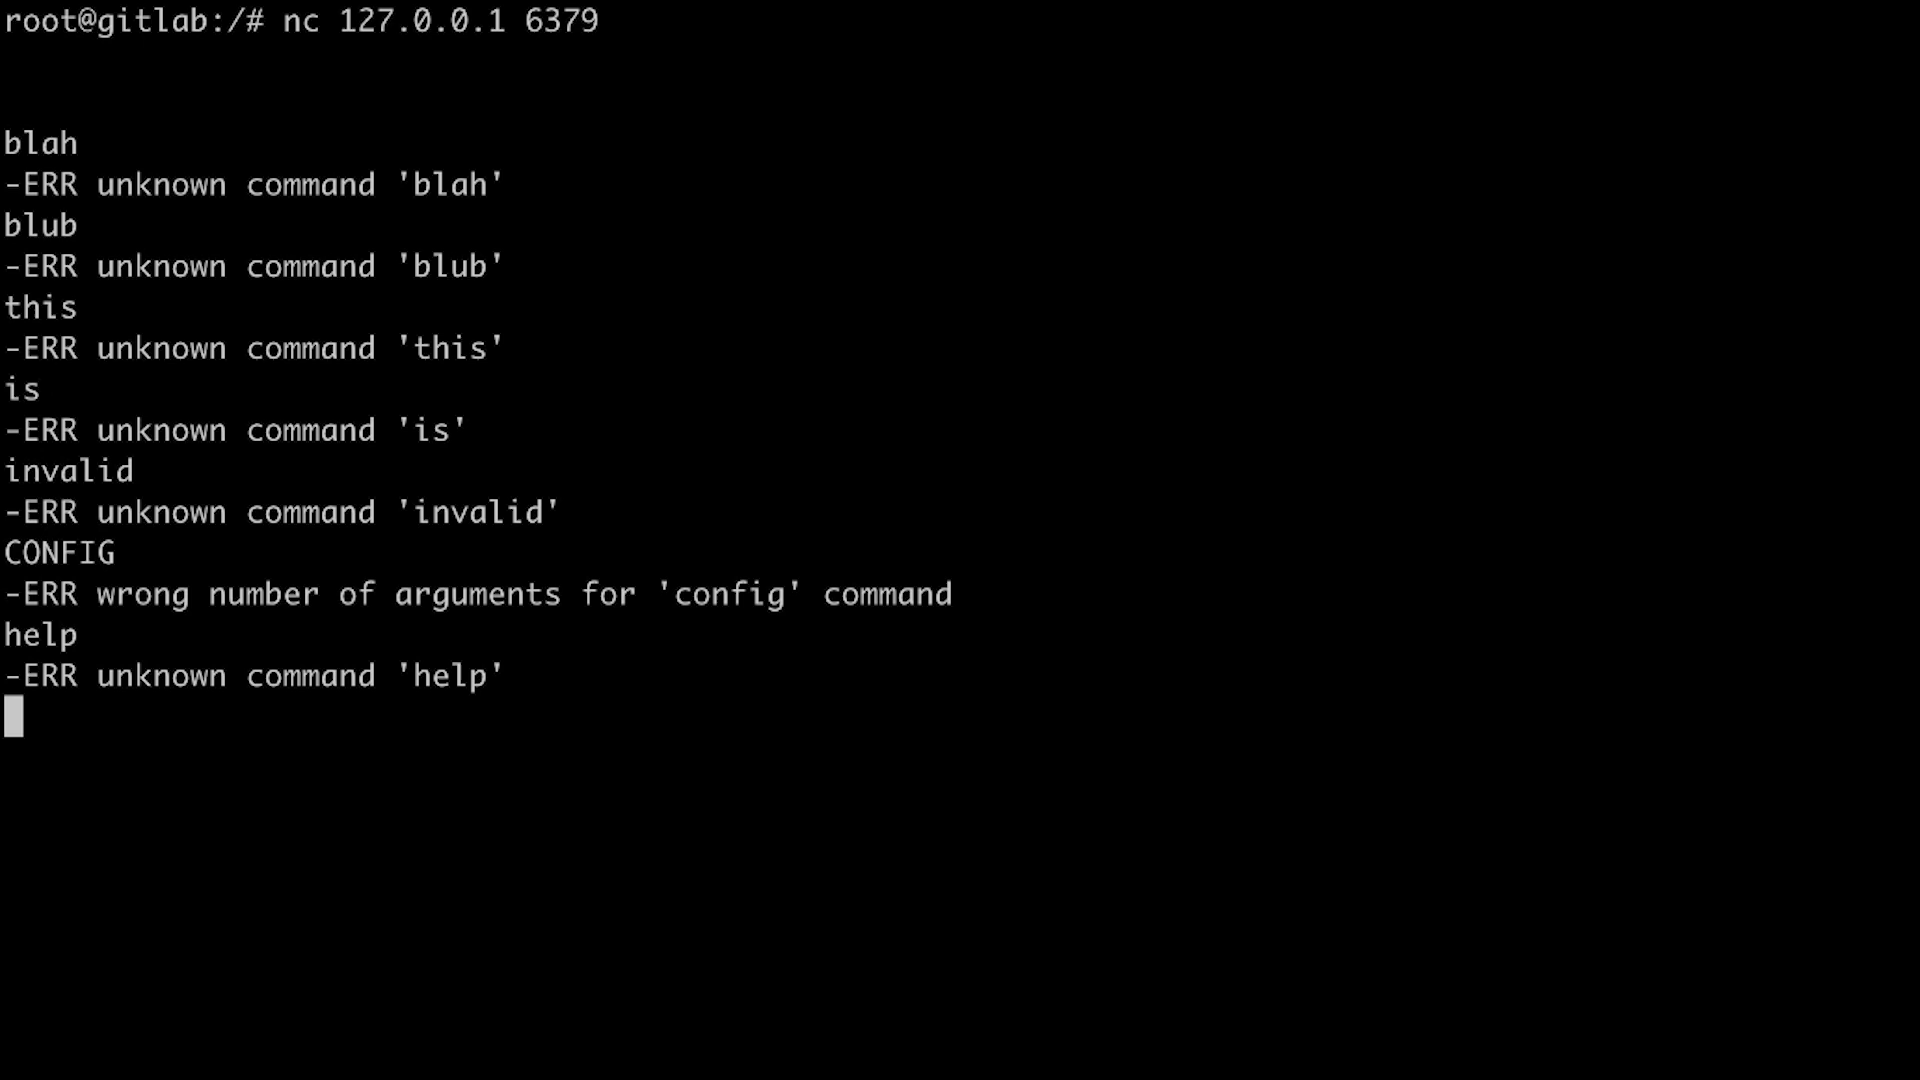 root@gitlab:/# nc 127.0.0.1 6379
blah
-ERR unknown command 'blah'
blub
-ERR unknown command 'blub'
this
-ERR unknown command 'this'
is
-ERR unknown command 'is'
invalid
-ERR unknown command 'invalid'
CONFIG
-ERR wrong number of arguments for 'config' command
help
-ERR unknown command 'help'